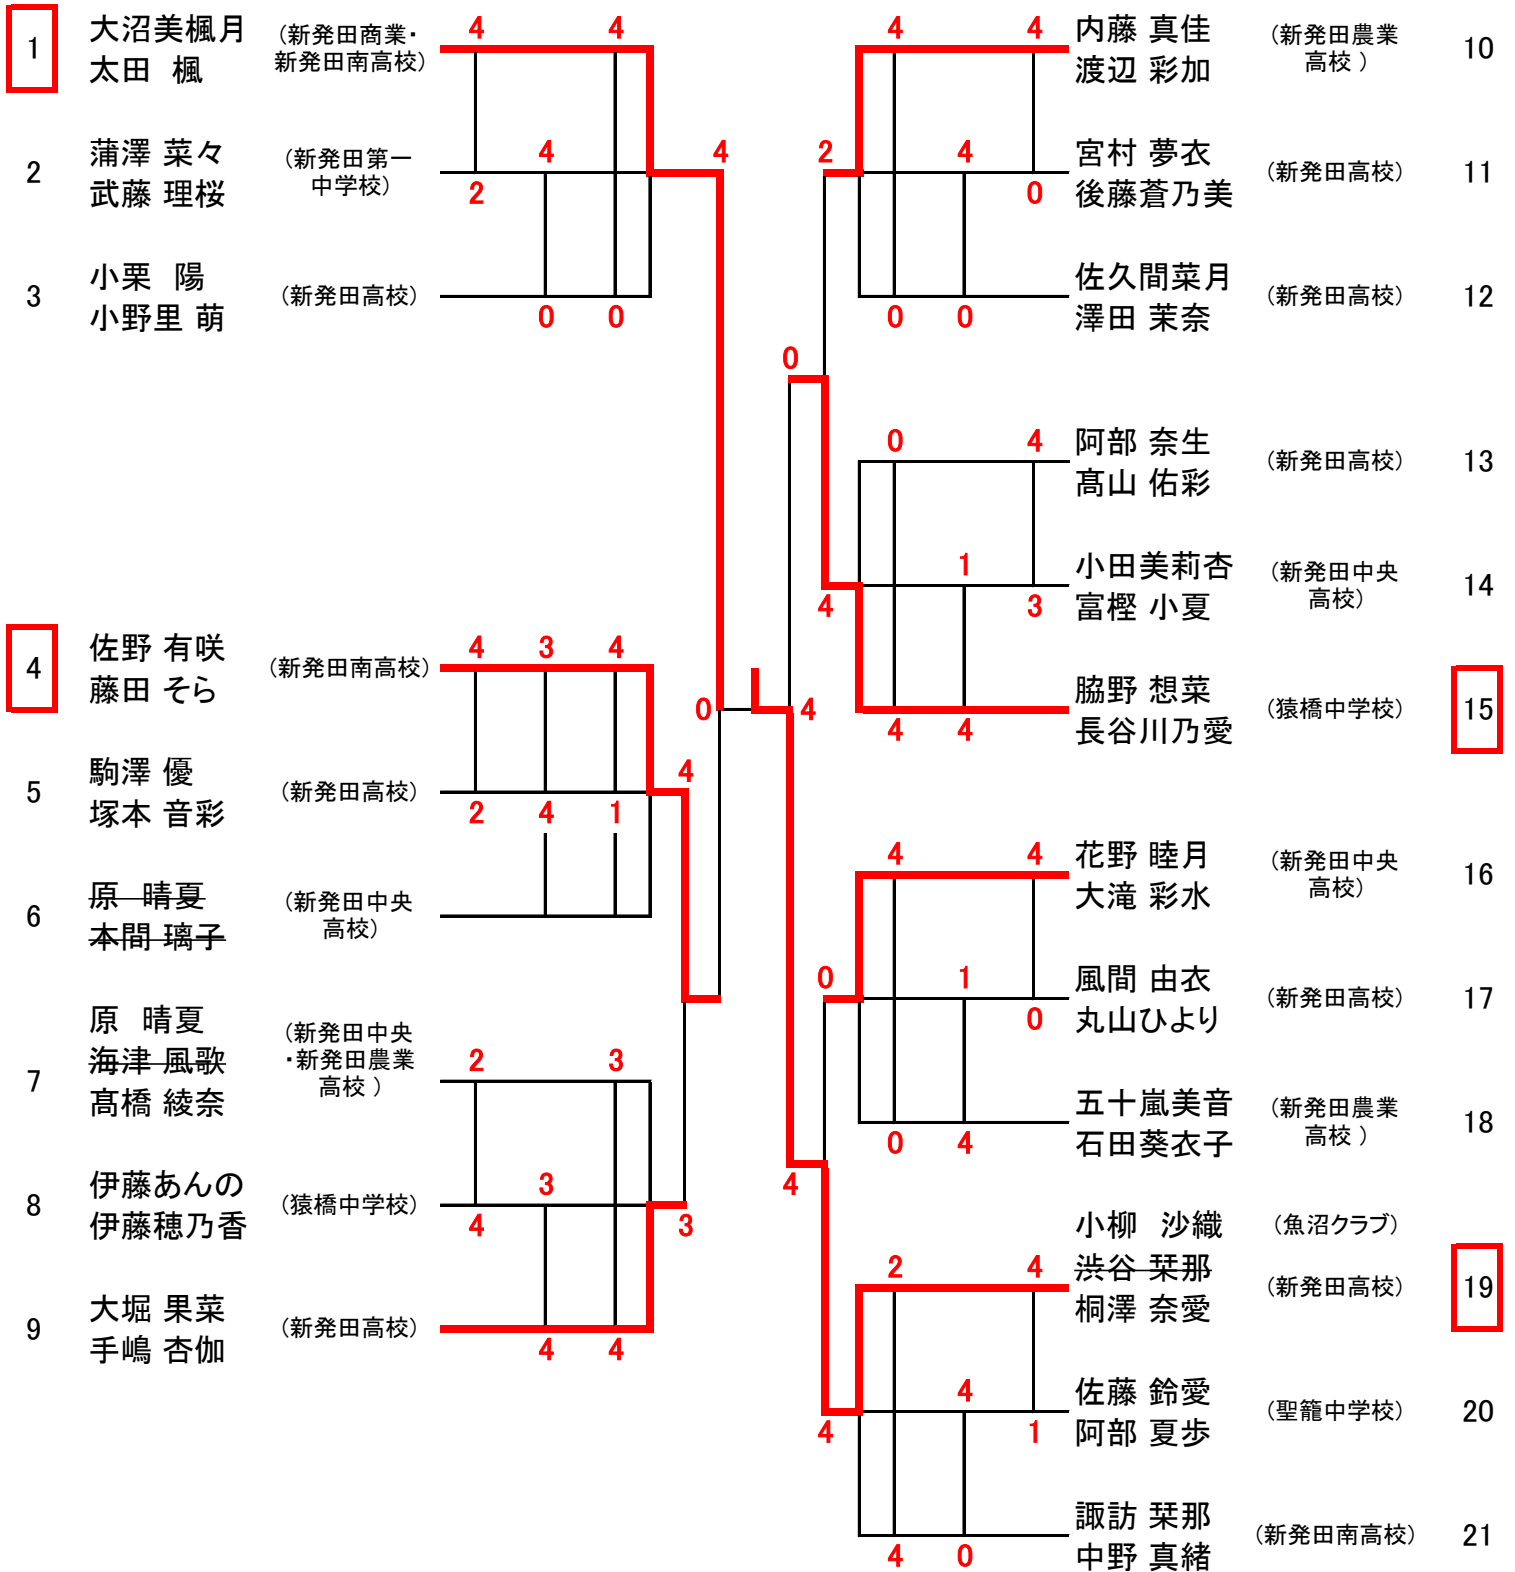 1
大沼美楓月
太田 楓
(新発田商業・
新発田南高校)
4
4
2
蒲澤 菜々
武藤 理桜
(新発田第一
中学校)
4
2
4
3
小栗 陽
小野里 萌
(新発田高校)
0
0
4
佐野 有咲
藤田 そら
(新発田南高校)
4
3
4
0
5
駒澤 優
塚本 音彩
(新発田高校)
2
4
1
4
6
原 晴夏
本間 璃子
(新発田中央
高校)
7
原 晴夏
海津 風歌
髙橋 綾奈
(新発田中央
・新発田農業
高校 )
2
3
8
伊藤あんの
伊藤穂乃香
(猿橋中学校)
3
4
3
9
大堀 果菜
手嶋 杏伽
(新発田高校)
4
4
4
4
内藤 真佳
渡辺 彩加
(新発田農業
高校 )
10
2
4
0
宮村 夢衣
後藤蒼乃美
(新発田高校)
11
0
0
佐久間菜月
澤田 茉奈
(新発田高校)
12
0
0
4
阿部 奈生
髙山 佑彩
(新発田高校)
13
4
1
3
小田美莉杏
富樫 小夏
(新発田中央
高校)
14
4
4
4
脇野 想菜
長谷川乃愛
(猿橋中学校)
15
4
4
花野 睦月
大滝 彩水
(新発田中央
高校)
16
0
1
0
風間 由衣
丸山ひより
(新発田高校)
17
4
0
4
五十嵐美音
石田葵衣子
(新発田農業
高校 )
18
小柳 沙織
(魚沼クラブ)
2
4
渋谷 栞那
桐澤 奈愛
(新発田高校)
19
4
4
1
佐藤 鈴愛
阿部 夏歩
(聖籠中学校)
20
4
0
諏訪 栞那
中野 真緒
(新発田南高校)
21